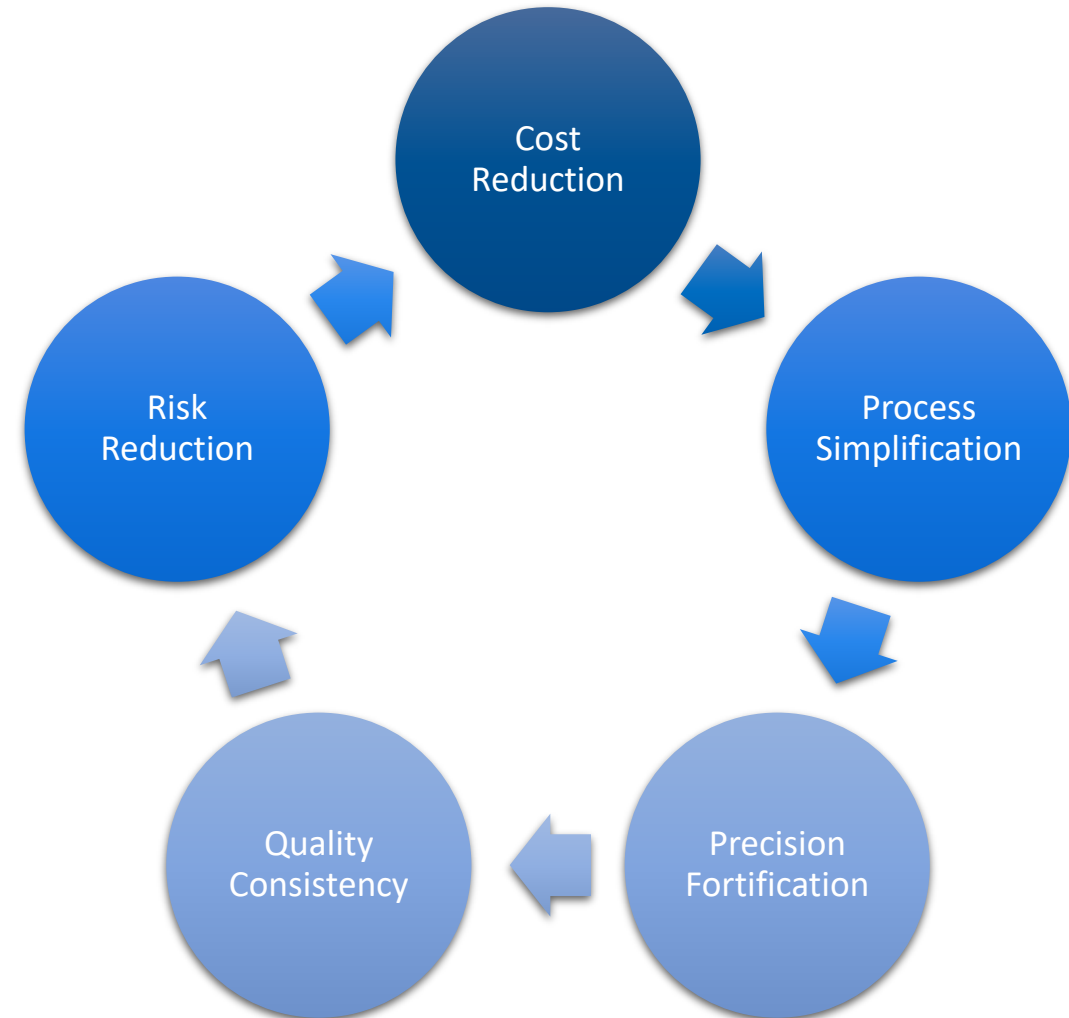 Cost
Reduction
Process
Simplification
Precision
Fortification
Quality
Consistency
Risk
Reduction